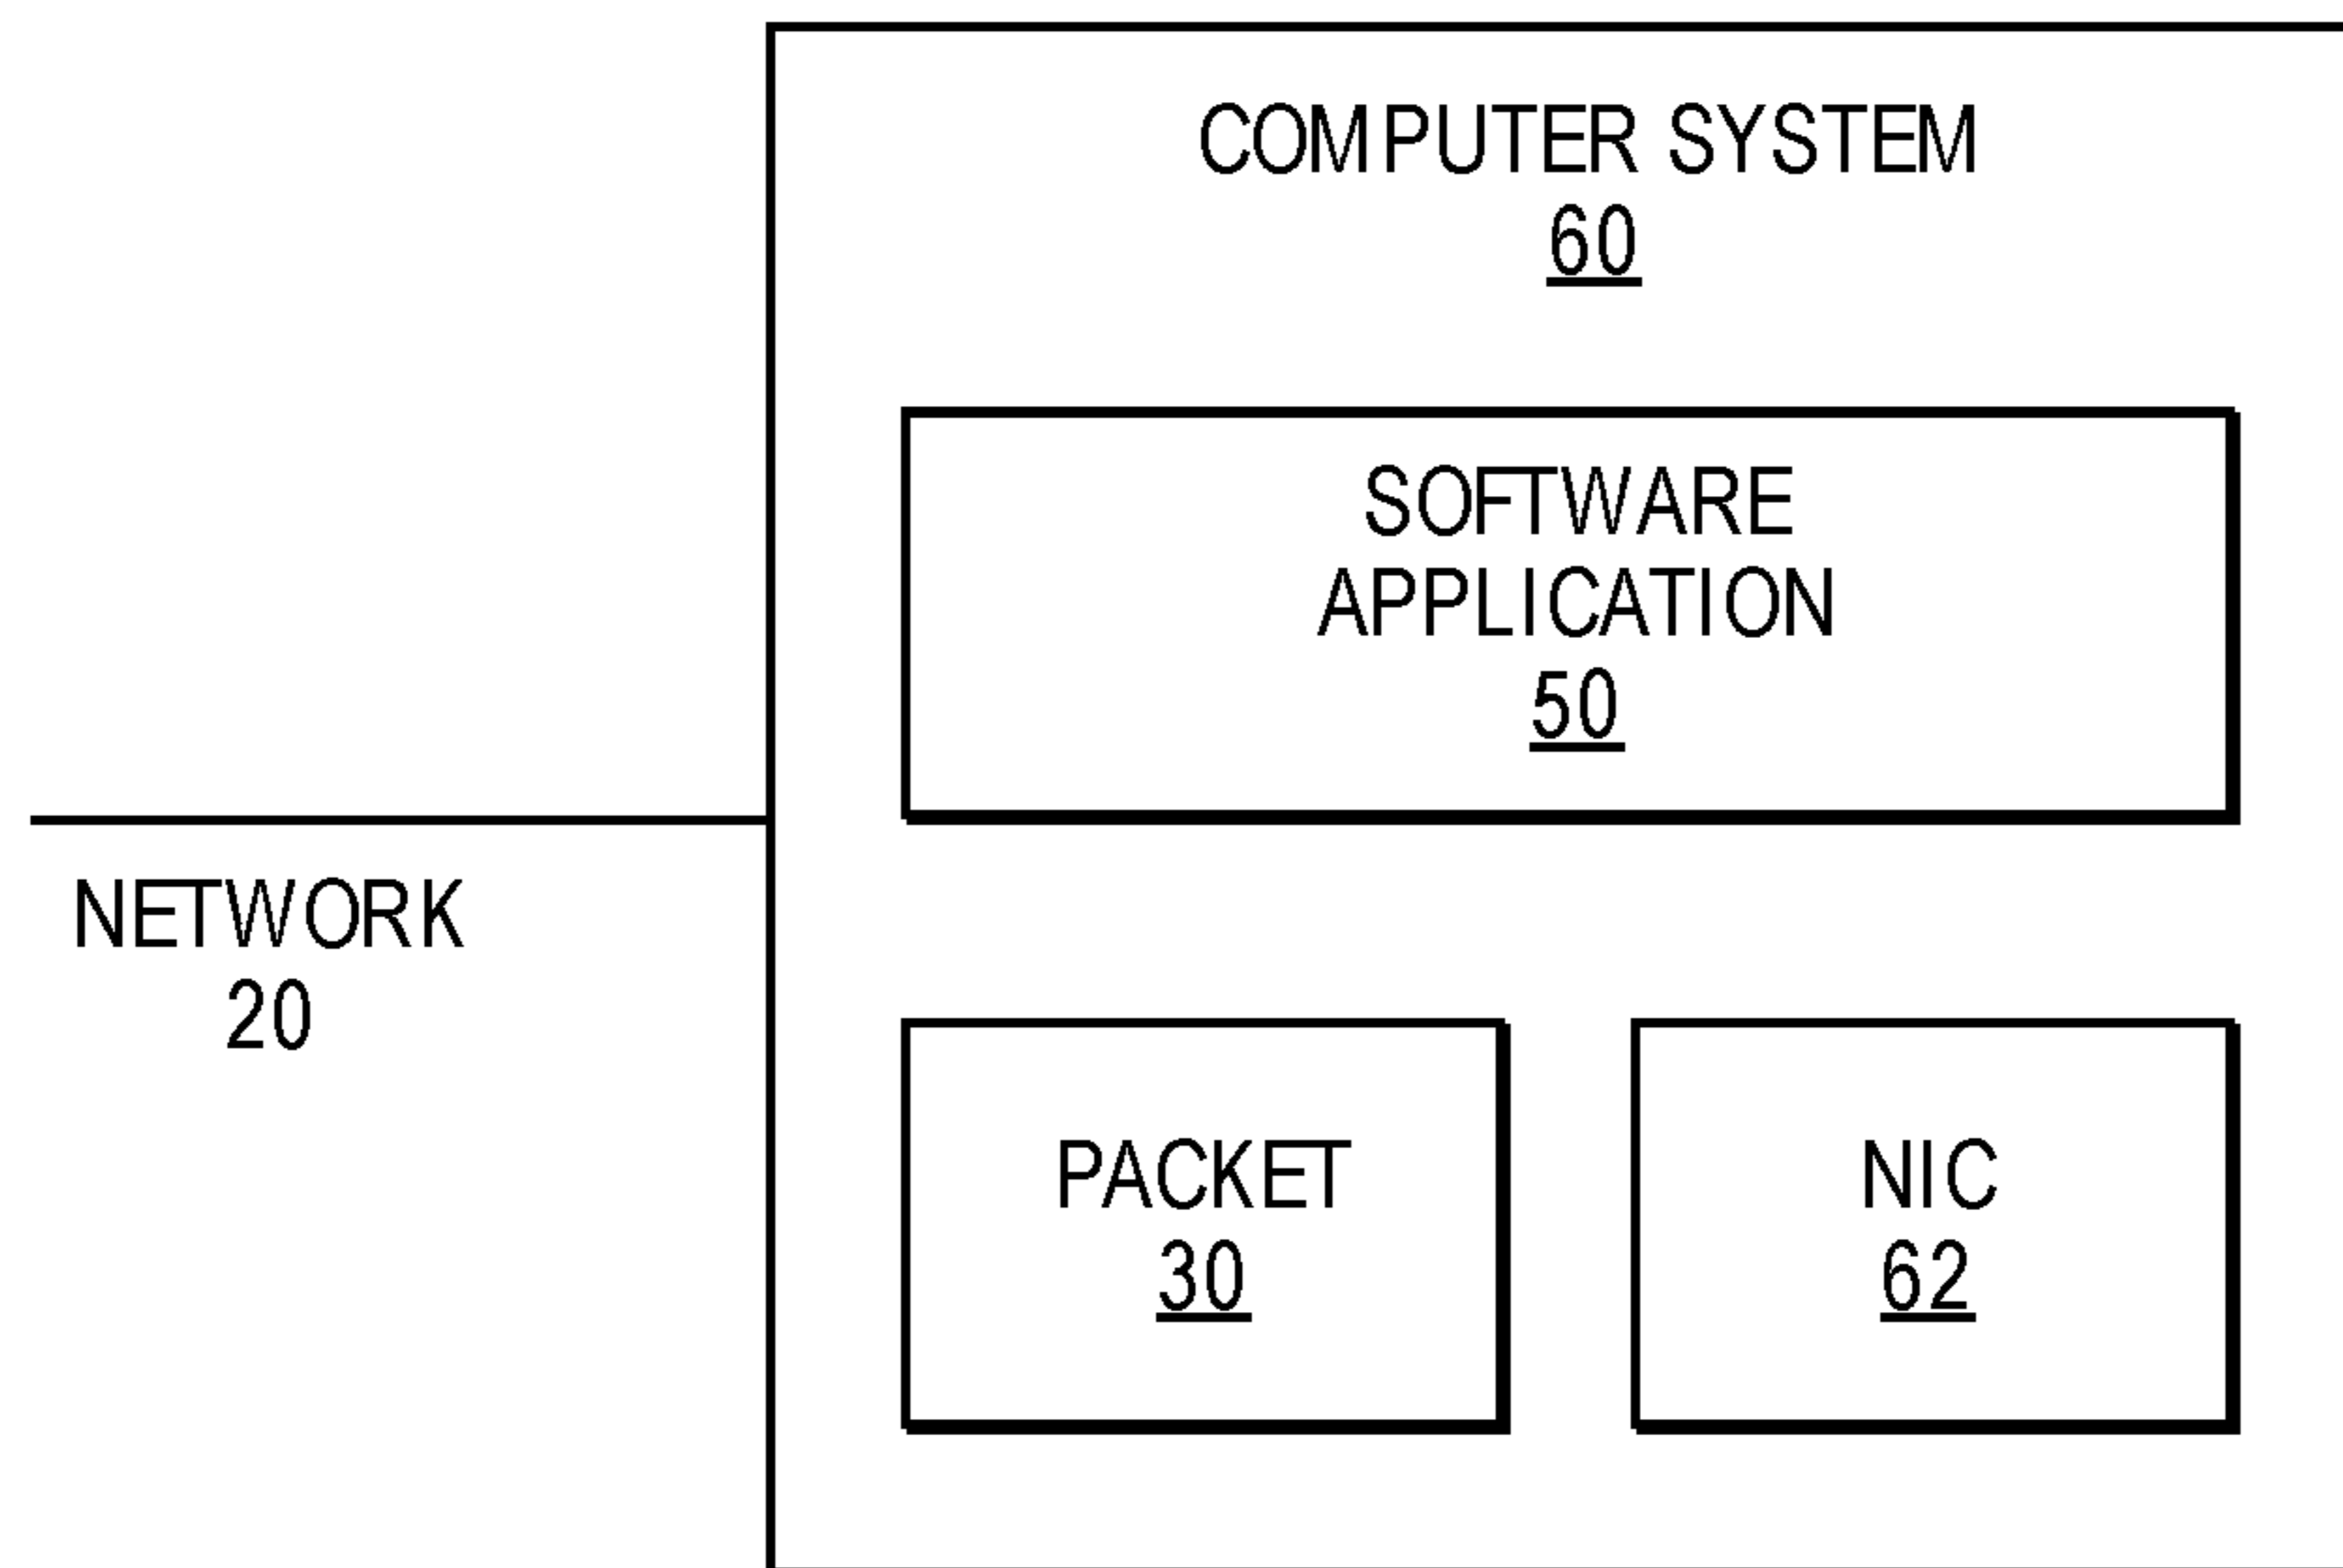 COMPUTER SYSTEM
60
SOFTWARE
APPLICATION
50
NETWORK
20
PACKET
30
NIC
62